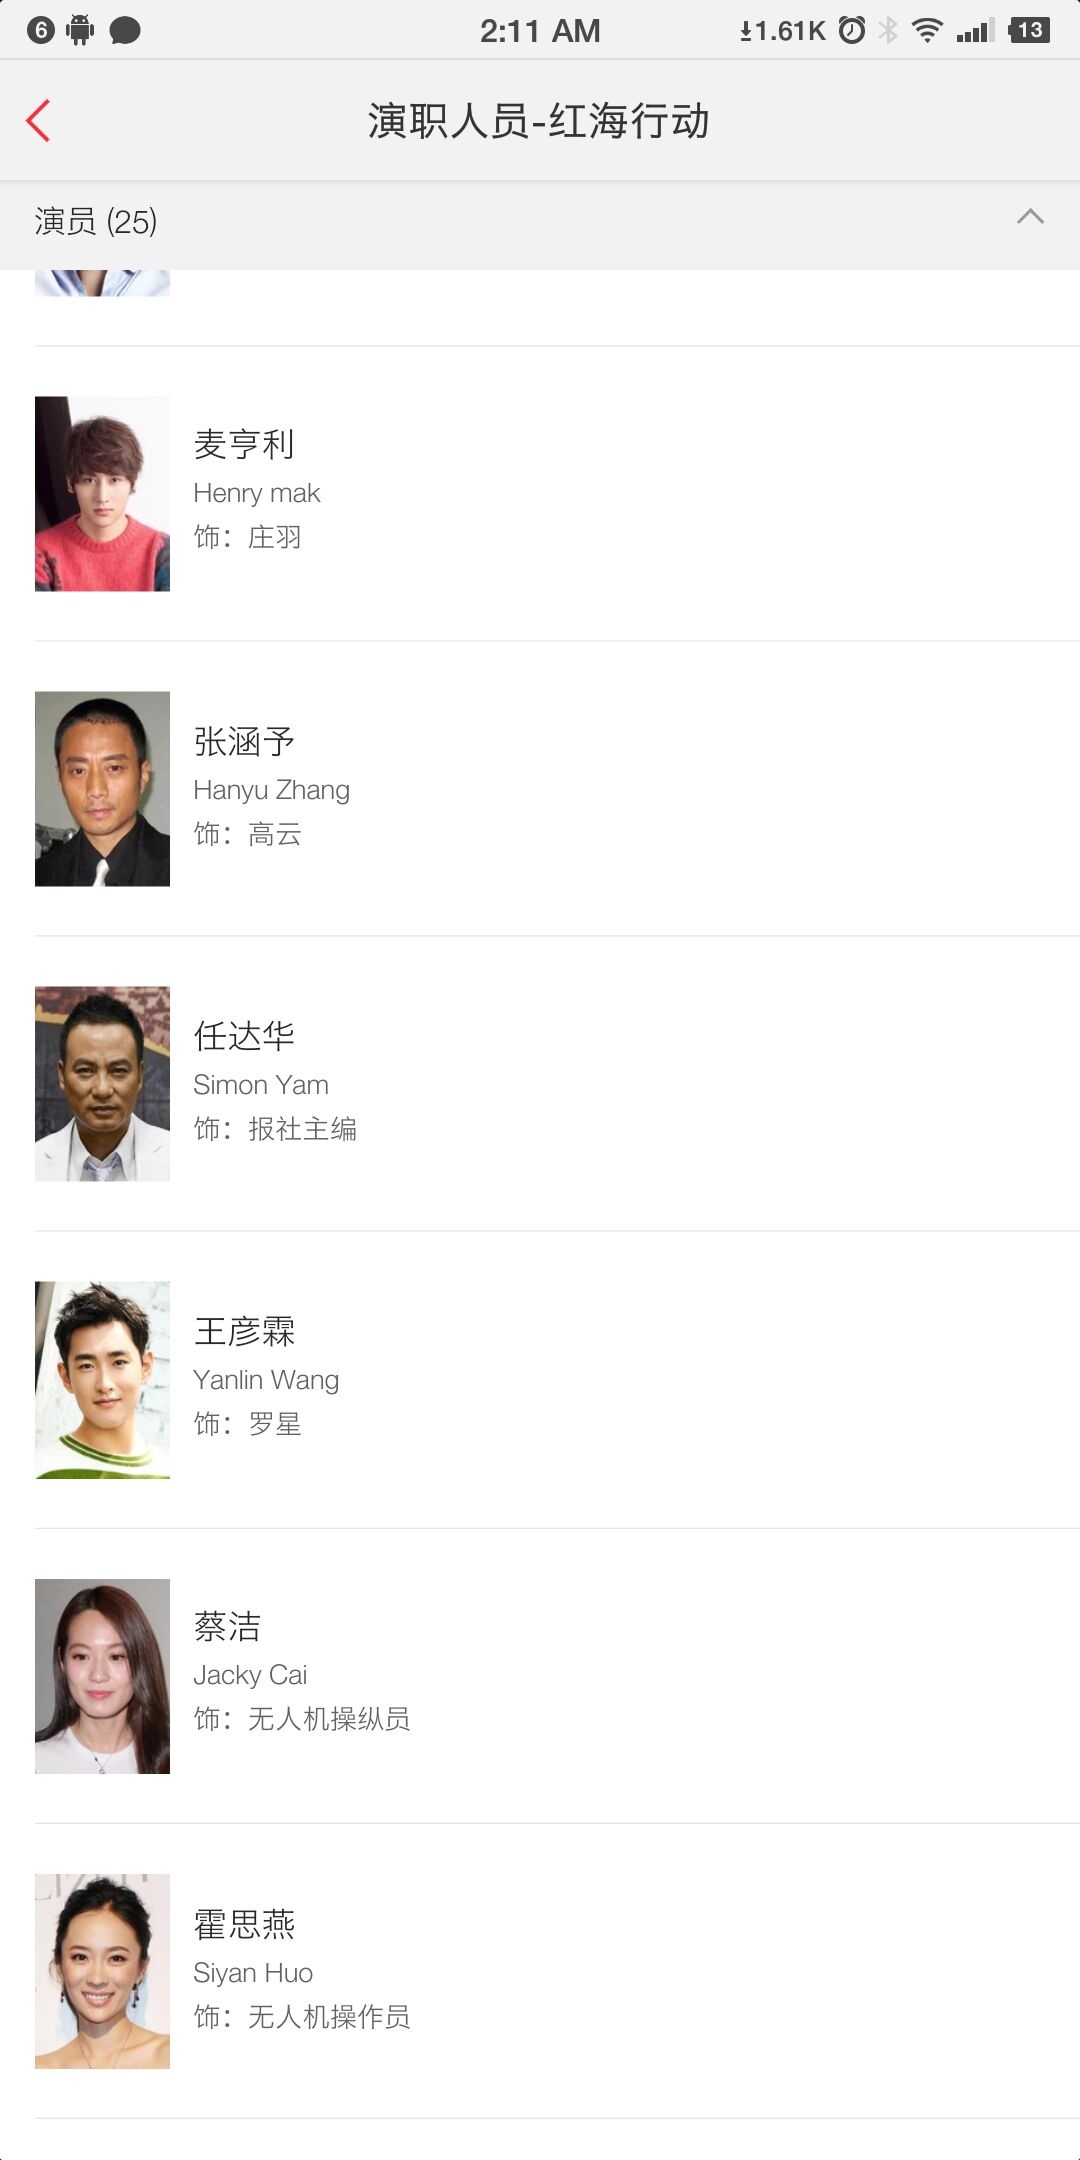 6
2:11 AM
1.61K
13
演职人员-红海行动
演员 (25)
麦亨利
Henry mak
饰：庄羽
张涵予
Hanyu Zhang
饰：高云
任达华
Simon Yam
饰：报社主编
王彦霖
Yanlin Wang
饰：罗星
蔡洁
Jacky Cai
饰：无人机操纵员
霍思燕
Siyan Huo
饰：无人机操作员